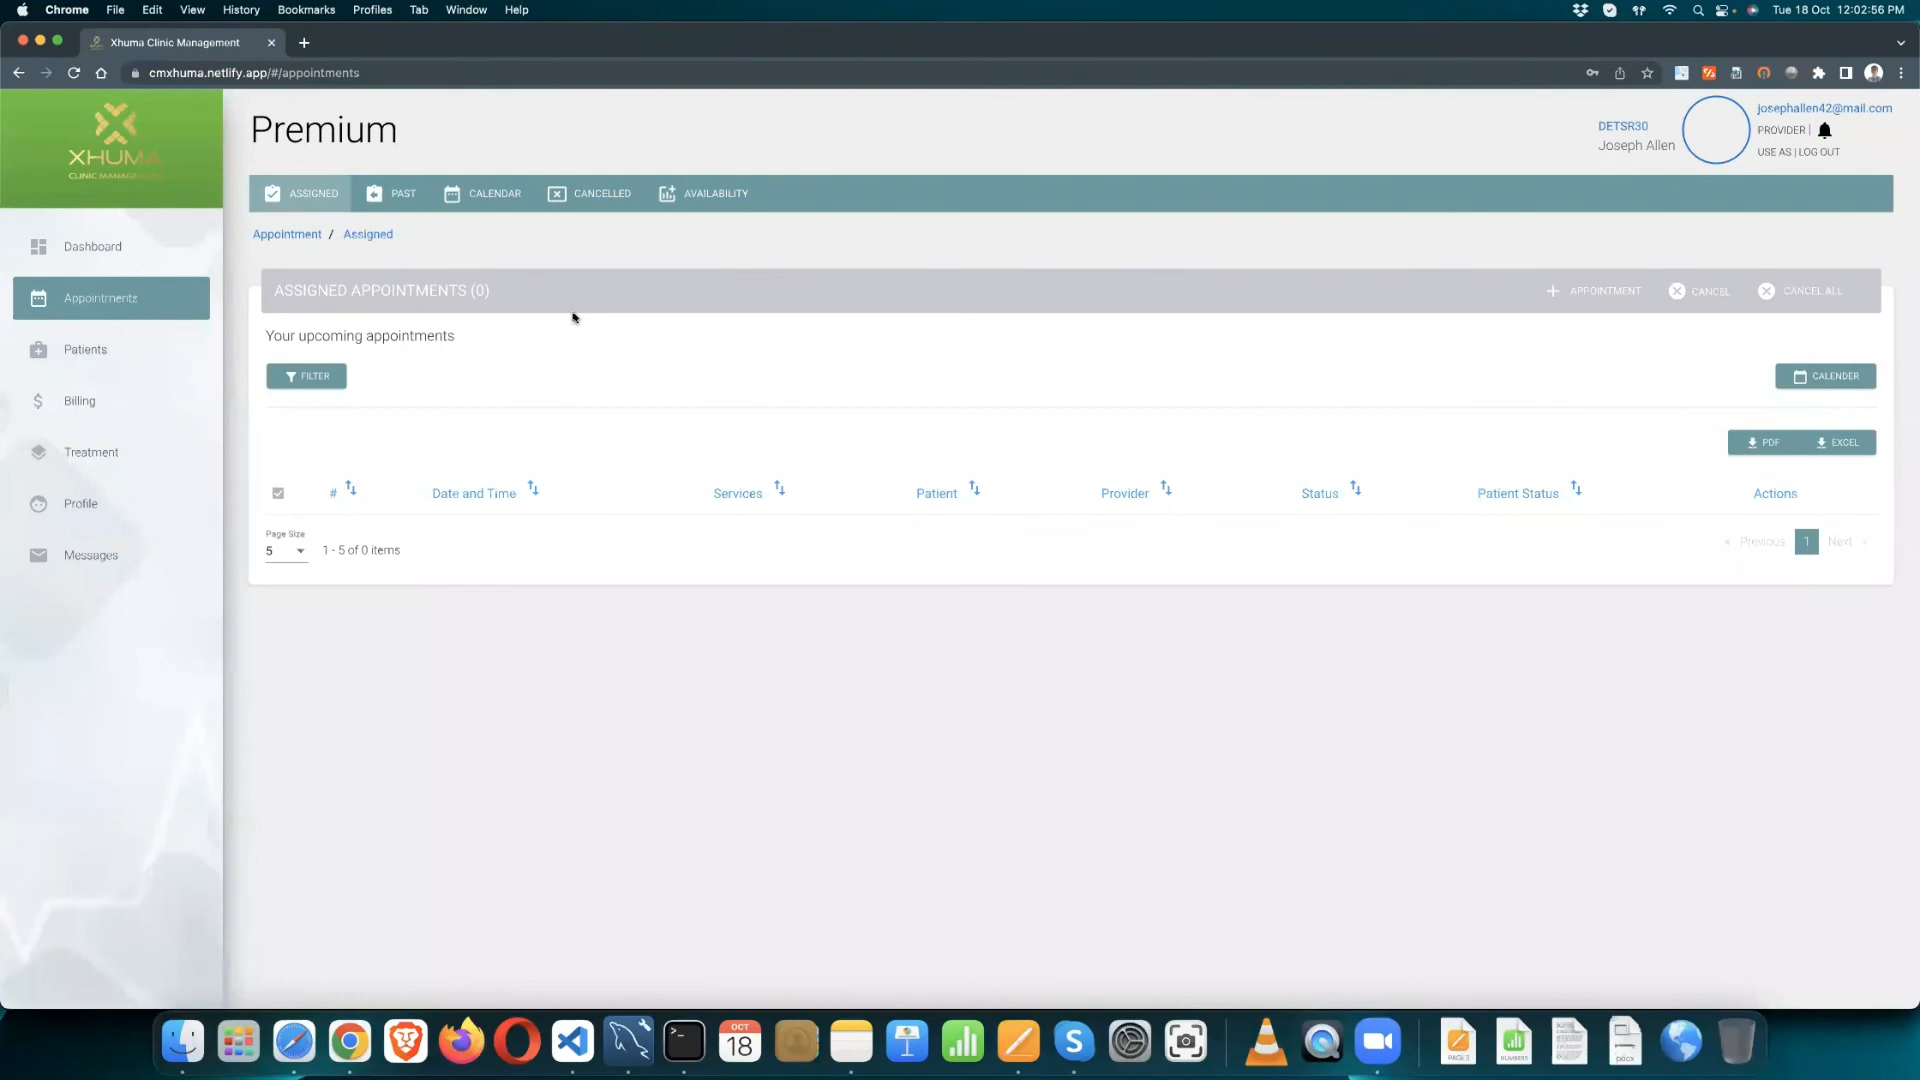 Chrome File Edit View History Bookmarks Profiles Tab Window Help
Tue 18 Oct 12:02:56 PM
Xhuma Clinic Management
cmxhuma.netlify.app/#/appointments
XHUMA
CLINIC
Premium
DETSR30
Joseph Allen
josephallen42@mail.com
PROVIDER |
USE AS | LOG OUT
ASSIGNED PAST CALENDAR CANCELLED AVAILABILITY
Appointment / Assigned
Dashboard
Appointments
Patients
Billing
Treatment
Profile
Messages
ASSIGNED APPOINTMENTS (0)
APPOINTMENT CANCEL CANCEL ALL
Your upcoming appointments
FILTER
CALENDER
PDF EXCEL
# Date and Time Services Patient Provider Status Patient Status Actions
Page Size
5 1 - 5 of 0 items
« Previous 1 Next »
OCT
18
PAGES
NUMBERS
docx